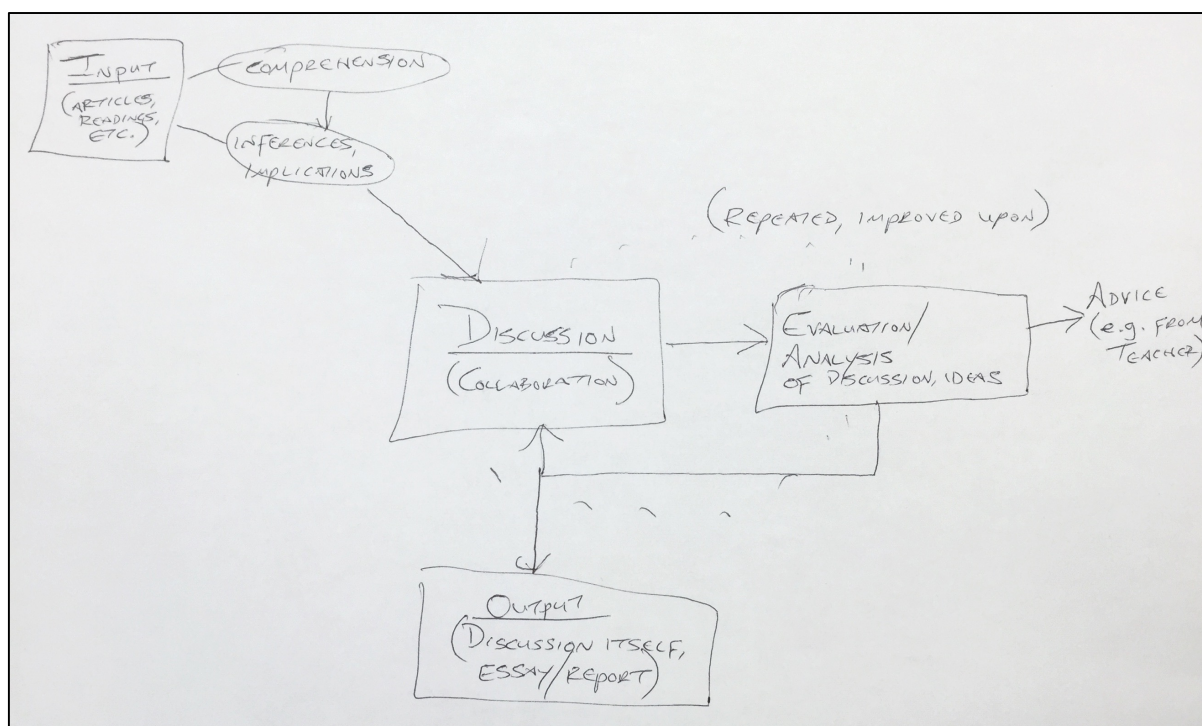 INPUT
(ARTICLES,
READINGS,
ETC.)
COMPREHENSION
INFERENCES,
IMPLICATIONS
(REPEATED, IMPROVED UPON)
DISCUSSION
(COLLABORATION)
EVALUATION/
ANALYSIS
OF DISCUSSION, IDEAS
ADVICE
(e.g. FROM
TEACHER)
OUTPUT
(DISCUSSION ITSELF,
ESSAY/REPORT)